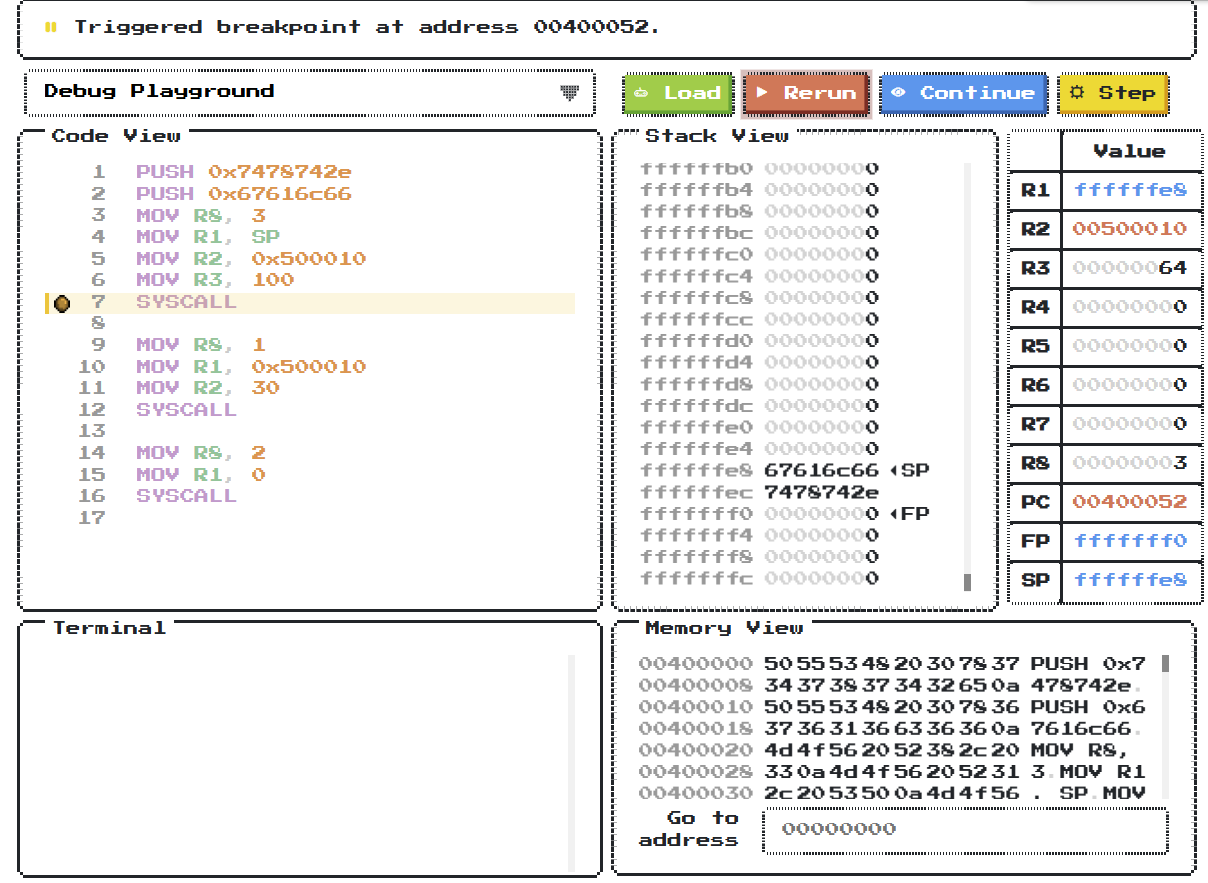 Triggered breakpoint at address 00400052.
Debug Playground
Load
Rerun
Continue
Step
Code View
1 PUSH 0x7478742e
2 PUSH 0x67616c66
3 MOV R8, 3
4 MOV R1, SP
5 MOV R2, 0x500010
6 MOV R3, 100
7 SYSCALL
8
9 MOV R8, 1
10 MOV R1, 0x500010
11 MOV R2, 30
12 SYSCALL
13
14 MOV R8, 2
15 MOV R1, 0
16 SYSCALL
17
Stack View
ffffffb0 00000000
ffffffb4 00000000
ffffffb8 00000000
ffffffbc 00000000
ffffffc0 00000000
ffffffc4 00000000
ffffffc8 00000000
ffffffcc 00000000
ffffffd0 00000000
ffffffd4 00000000
ffffffd8 00000000
ffffffdc 00000000
ffffffe0 00000000
ffffffe4 00000000
ffffffe8 67616c66 SP
ffffffec 7478742e
fffffff0 00000000 FP
fffffff4 00000000
fffffff8 00000000
fffffffc 00000000
Value
R1 ffffffe8
R2 00500010
R3 00000064
R4 00000000
R5 00000000
R6 00000000
R7 00000000
R8 00000003
PC 00400052
FP fffffff0
SP ffffffe8
Terminal
Memory View
00400000 50 55 53 48 20 30 78 37 PUSH 0x7
00400008 34 37 38 37 34 32 65 0a 478742e.
00400010 50 55 53 48 20 30 78 36 PUSH 0x6
00400018 37 36 31 36 63 36 36 0a 7616c66.
00400020 4d 4f 56 20 52 38 2c 20 MOV R8,
00400028 33 0a 4d 4f 56 20 52 31 3.MOV R1
00400030 2c 20 53 50 0a 4d 4f 56 , SP.MOV
Go to address
00000000